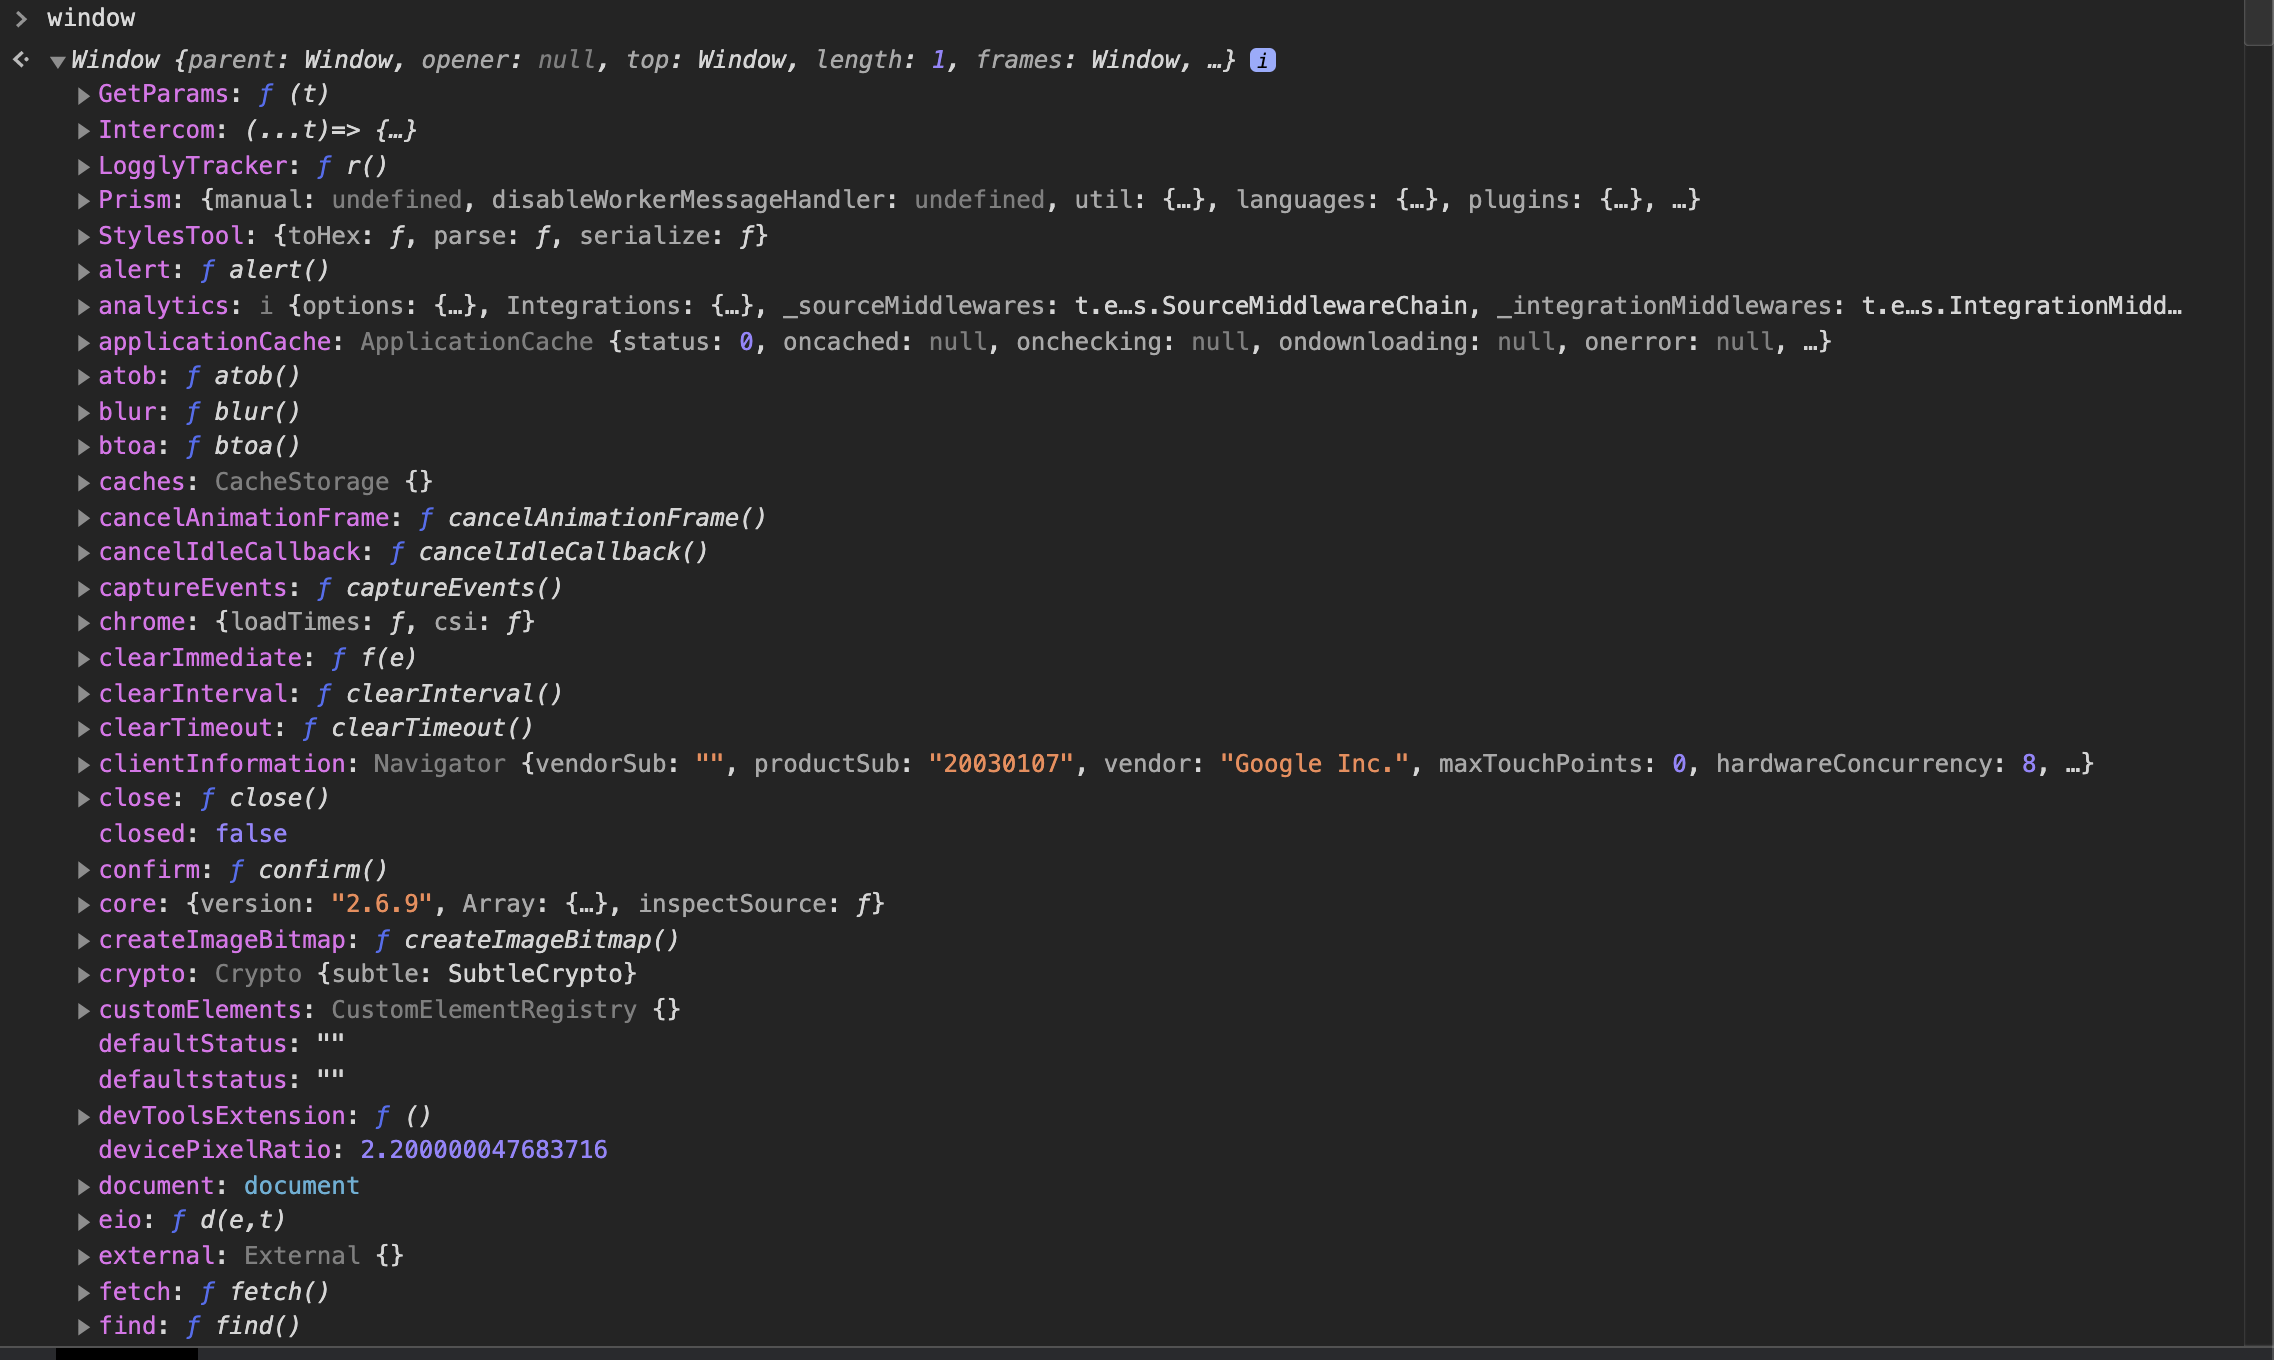 > window
Window {parent: Window, opener: null, top: Window, length: 1, frames: Window, …} i
GetParams: ƒ (t)
Intercom: (...t)=> {…}
LogglyTracker: ƒ r()
Prism: {manual: undefined, disableWorkerMessageHandler: undefined, util: {…}, languages: {…}, plugins: {…}, …}
StylesTool: {toHex: ƒ, parse: ƒ, serialize: ƒ}
alert: ƒ alert()
analytics: i {options: {…}, Integrations: {…}, _sourceMiddlewares: t.e…s.SourceMiddlewareChain, _integrationMiddlewares: t.e…s.IntegrationMidd…
applicationCache: ApplicationCache {status: 0, oncached: null, onchecking: null, ondownloading: null, onerror: null, …}
atob: ƒ atob()
blur: ƒ blur()
btoa: ƒ btoa()
caches: CacheStorage {}
cancelAnimationFrame: ƒ cancelAnimationFrame()
cancelIdleCallback: ƒ cancelIdleCallback()
captureEvents: ƒ captureEvents()
chrome: {loadTimes: ƒ, csi: ƒ}
clearImmediate: ƒ f(e)
clearInterval: ƒ clearInterval()
clearTimeout: ƒ clearTimeout()
clientInformation: Navigator {vendorSub: "", productSub: "20030107", vendor: "Google Inc.", maxTouchPoints: 0, hardwareConcurrency: 8, …}
close: ƒ close()
closed: false
confirm: ƒ confirm()
core: {version: "2.6.9", Array: {…}, inspectSource: ƒ}
createImageBitmap: ƒ createImageBitmap()
crypto: Crypto {subtle: SubtleCrypto}
customElements: CustomElementRegistry {}
defaultStatus: ""
defaultstatus: ""
devToolsExtension: ƒ ()
devicePixelRatio: 2.200000047683716
document: document
eio: ƒ d(e,t)
external: External {}
fetch: ƒ fetch()
find: ƒ find()